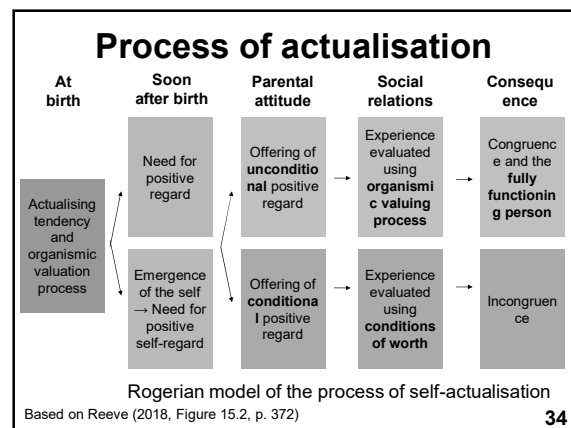 Process of actualisation
At
birth
Soon
after birth
Parental
attitude
Social
relations
Consequ
ence
Actualising
tendency
and
organismic
valuation
process
Need for
positive
regard
Emergence
of the self
→ Need for
positive
self-regard
Offering of
unconditio
nal positive
regard
Offering of
conditiona
l positive
regard
Experience
evaluated
using
organismi
c valuing
process
Experience
evaluated
using
conditions
of worth
Congruenc
e and the
fully
functionin
g person
Incongruen
ce
Rogerian model of the process of self-actualisation
Based on Reeve (2018, Figure 15.2, p. 372)
34